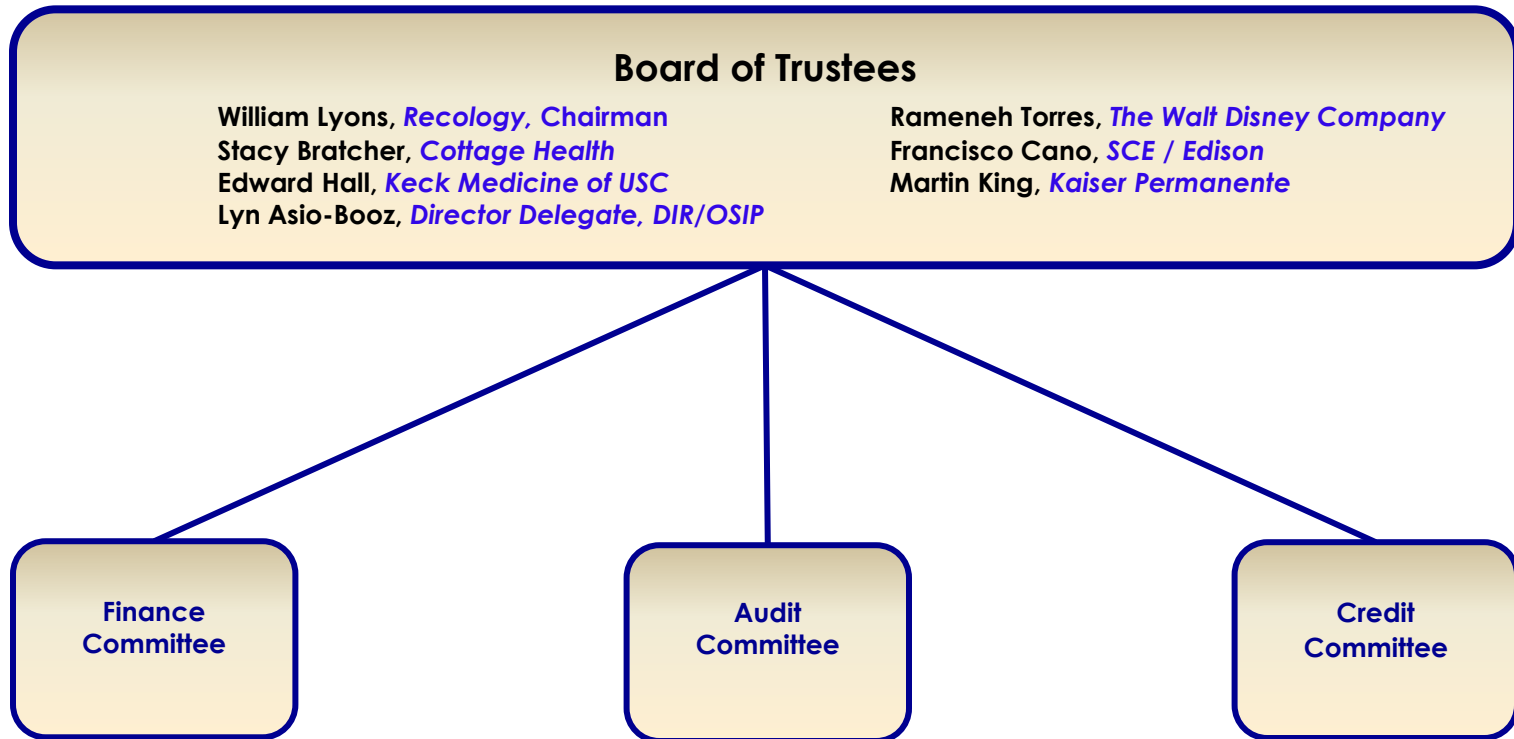 Board of Trustees
William Lyons, Recology, Chairman
Stacy Bratcher, Cottage Health
Edward Hall, Keck Medicine of USC
Lyn Asio-Booz, Director Delegate, DIR/OSIP
Rameneh Torres, The Walt Disney Company
Francisco Cano, SCE / Edison
Martin King, Kaiser Permanente
Finance
Committee
Audit
Committee
Credit
Committee